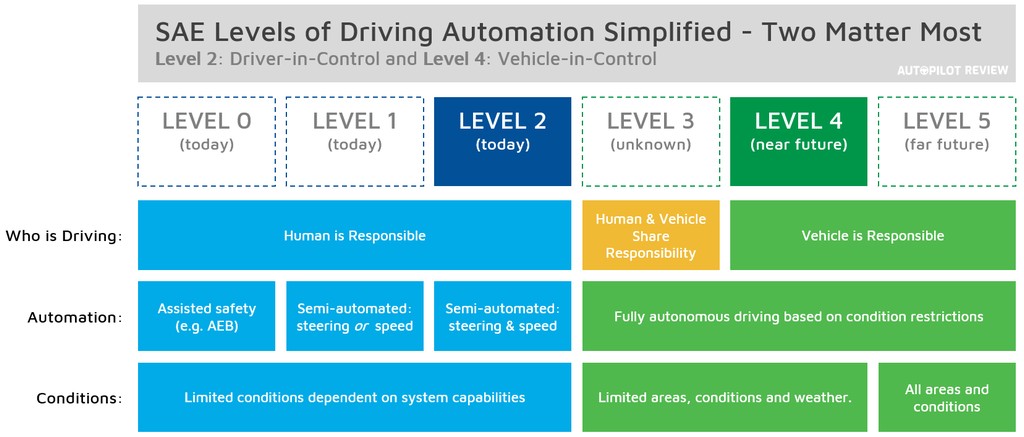 SAE Levels of Driving Automation Simplified - Two Matter Most
Level 2: Driver-in-Control and Level 4: Vehicle-in-Control
AUTOPILOT REVIEW
LEVEL 0
(today)
LEVEL 1
(today)
LEVEL 2
(today)
LEVEL 3
(unknown)
LEVEL 4
(near future)
LEVEL 5
(far future)
Who is Driving:
Human is Responsible
Human & Vehicle
Share
Responsibility
Vehicle is Responsible
Automation:
Assisted safety
(e.g. AEB)
Semi-automated:
steering or speed
Semi-automated:
steering & speed
Fully autonomous driving based on condition restrictions
Conditions:
Limited conditions dependent on system capabilities
Limited areas, conditions and weather.
All areas and
conditions